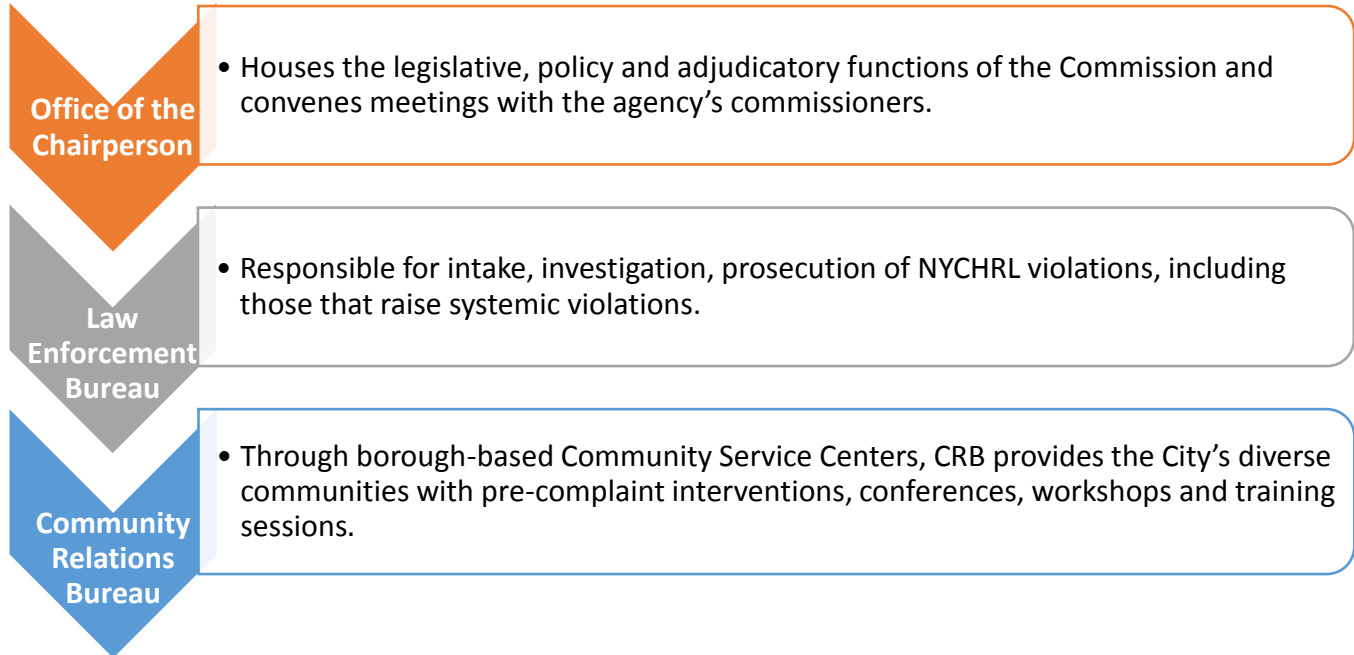 Office of the
Chairperson
• Houses the legislative, policy and adjudicatory functions of the Commission and
convenes meetings with the agency’s commissioners.
Law
Enforcement
Bureau
• Responsible for intake, investigation, prosecution of NYCHRL violations, including
those that raise systemic violations.
Community
Relations
Bureau
• Through borough-based Community Service Centers, CRB provides the City’s diverse
communities with pre-complaint interventions, conferences, workshops and training
sessions.